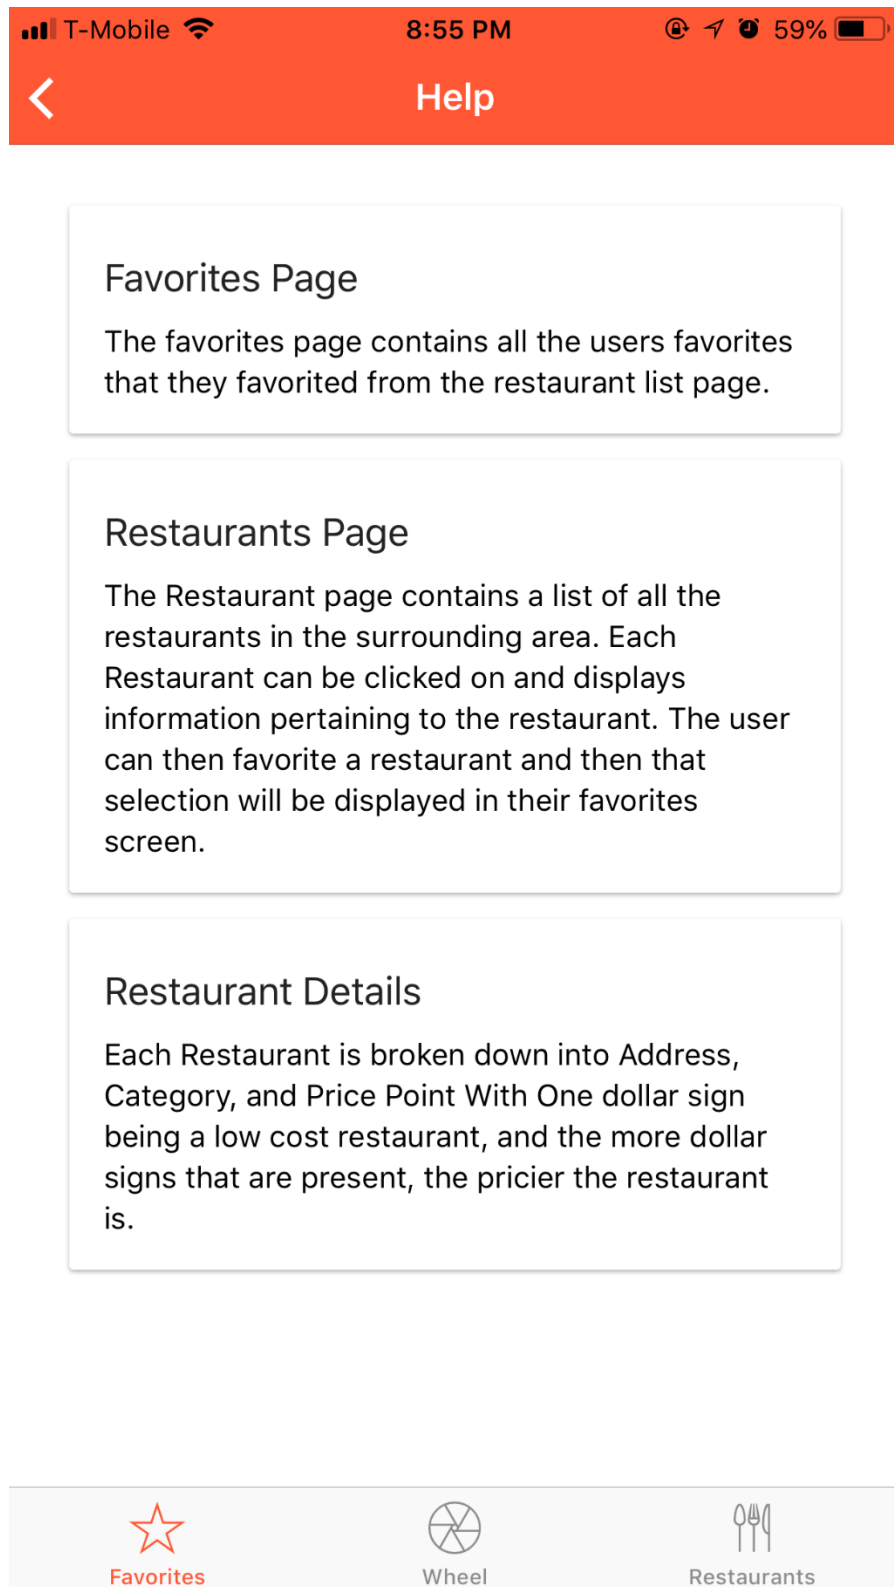 T-Mobile 8:55 PM 59%
Help
Favorites Page
The favorites page contains all the users favorites
that they favorited from the restaurant list page.
Restaurants Page
The Restaurant page contains a list of all the
restaurants in the surrounding area. Each
Restaurant can be clicked on and displays
information pertaining to the restaurant. The user
can then favorite a restaurant and then that
selection will be displayed in their favorites
screen.
Restaurant Details
Each Restaurant is broken down into Address,
Category, and Price Point With One dollar sign
being a low cost restaurant, and the more dollar
signs that are present, the pricier the restaurant
is.
Favorites Wheel Restaurants